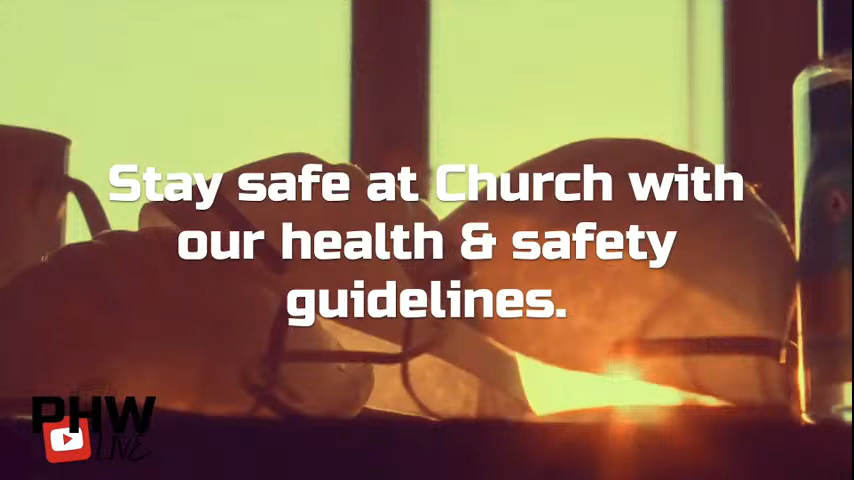 Stay safe at Church with
our health & safety
guidelines.
PHW
LIVE